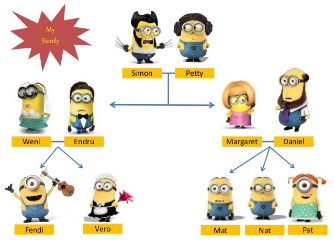 My
Family
Simon
Petty
Weni
Endru
Margaret
Daniel
Fendi
Vero
Mat
Nat
Pat